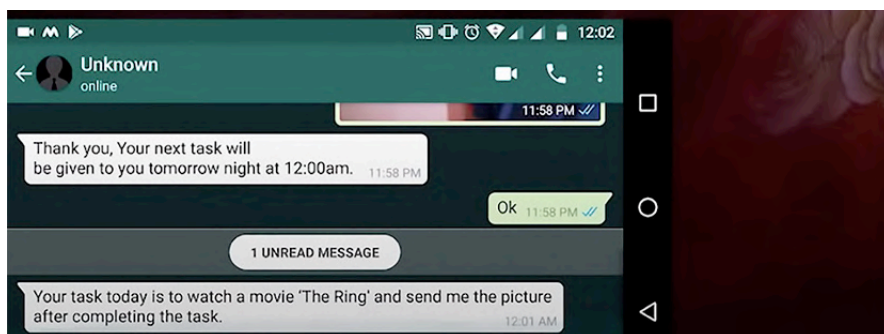 12:02
Unknown
online
11:58 PM
Thank you, Your next task will
be given to you tomorrow night at 12:00am. 11:58 PM
Ok 11:58 PM
1 UNREAD MESSAGE
Your task today is to watch a movie 'The Ring' and send me the picture
after completing the task. 12:01 AM